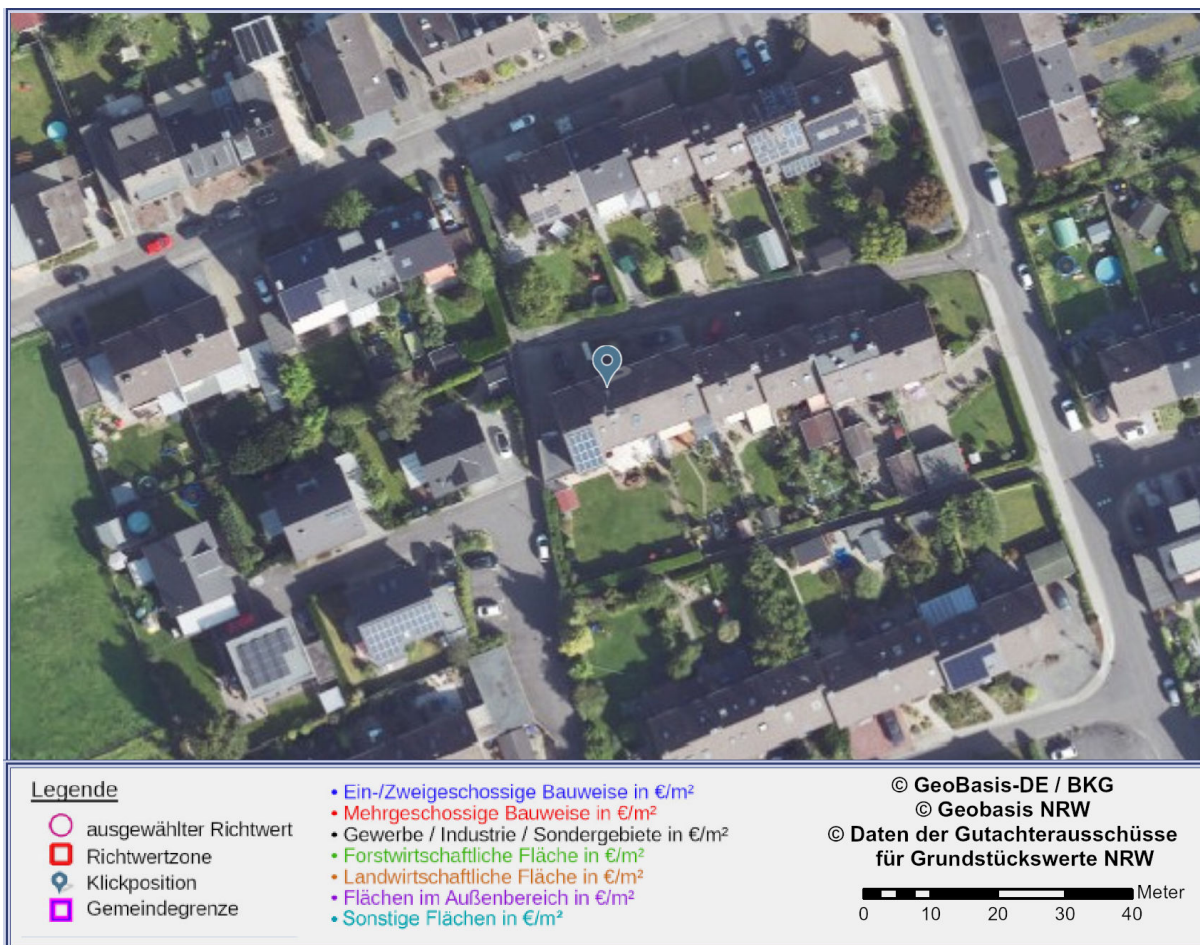 Legende
ausgewählter Richtwert
Richtwertzone
Klickposition
Gemeindegrenze
• Ein-/Zweigeschossige Bauweise in €/m²
• Mehrgeschossige Bauweise in €/m²
• Gewerbe / Industrie / Sondergebiete in €/m²
• Forstwirtschaftliche Fläche in €/m²
• Landwirtschaftliche Fläche in €/m²
• Flächen im Außenbereich in €/m²
• Sonstige Flächen in €/m²
© GeoBasis-DE / BKG
© Geobasis NRW
© Daten der Gutachterausschüsse
für Grundstückswerte NRW
Meter
0 10 20 30 40